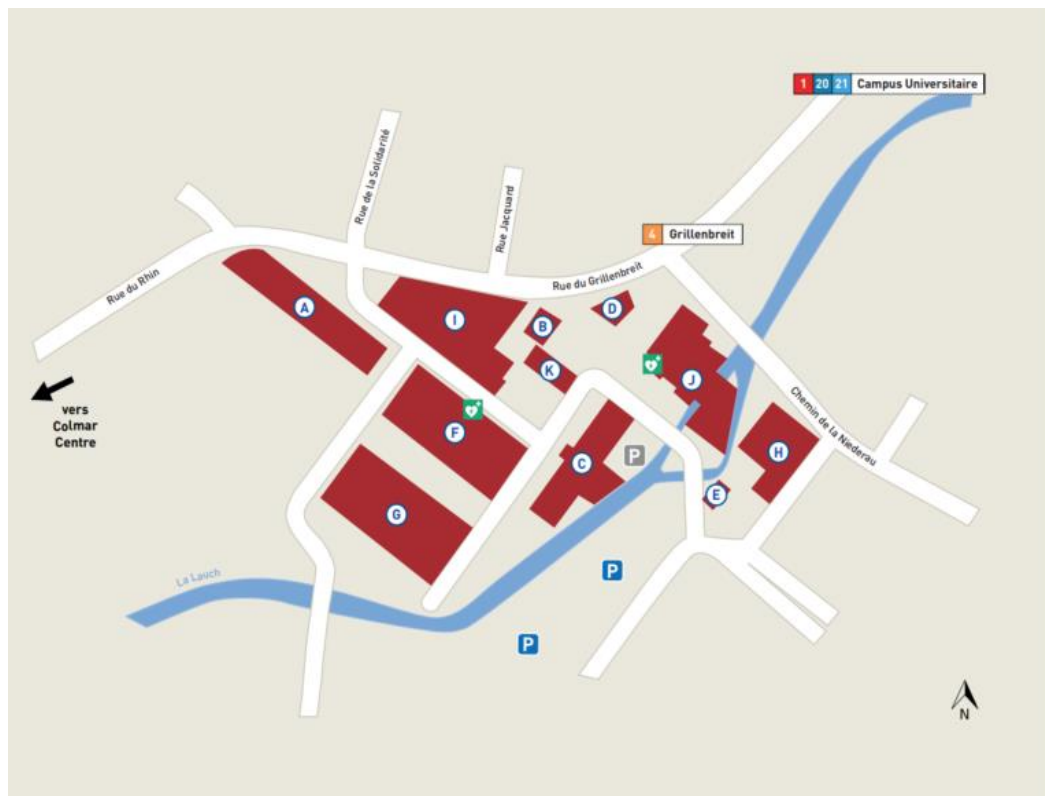 1 20 21 Campus Universitaire
Rue de la Solidarité
Rue Jacquard
4 Grillenbreit
Rue du Rhin
Rue du Grillenbreit
A
I
B
D
K
J
vers
Colmar
Centre
F
C
P
H
Chemin de la Niederau
G
E
La Lauch
P
P
N